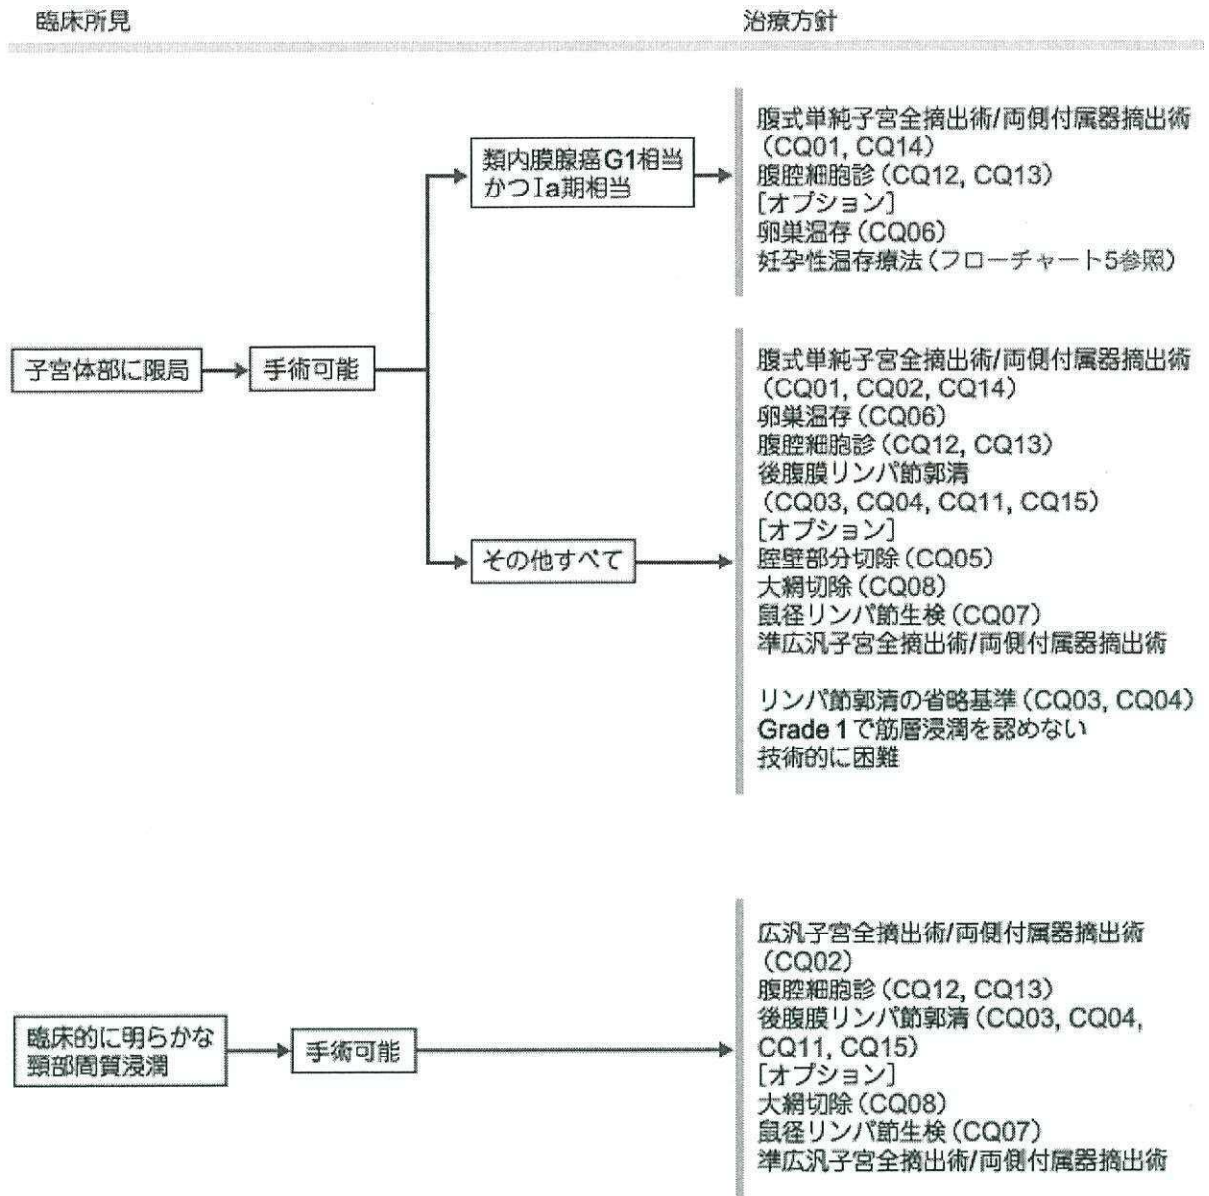 臨床所見
治療方針
子宮体部に限局
手術可能
類内膜腺癌G1相当
かつIa期相当
腹式単純子宮全摘出術/両側付属器摘出術
(CQ01, CQ14)
腹腔細胞診(CQ12, CQ13)
[オプション]
卵巣温存(CQ06)
妊孕性温存療法(フローチャート5参照)
その他すべて
腹式単純子宮全摘出術/両側付属器摘出術
(CQ01, CQ02, CQ14)
卵巣温存(CQ06)
腹腔細胞診(CQ12, CQ13)
後腹膜リンパ節郭清
(CQ03, CQ04, CQ11, CQ15)
[オプション]
腟壁部分切除(CQ05)
大網切除(CQ08)
鼠径リンパ節生検(CQ07)
準広汎子宮全摘出術/両側付属器摘出術
リンパ節郭清の省略基準(CQ03, CQ04)
Grade 1で筋層浸潤を認めない
技術的に困難
臨床的に明らかな
頸部間質浸潤
手術可能
広汎子宮全摘出術/両側付属器摘出術
(CQ02)
腹腔細胞診(CQ12, CQ13)
後腹膜リンパ節郭清(CQ03, CQ04,
CQ11, CQ15)
[オプション]
大網切除(CQ08)
鼠径リンパ節生検(CQ07)
準広汎子宮全摘出術/両側付属器摘出術